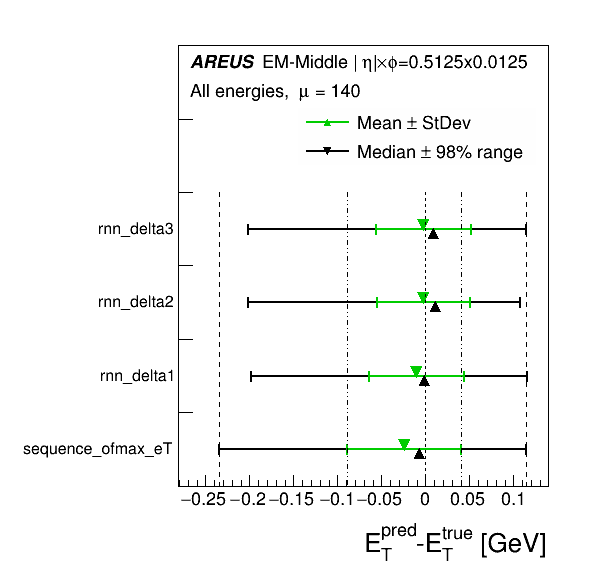 AREUS EM-Middle | η|×ϕ=0.5125x0.0125
All energies, μ = 140
Mean ± StDev
Median ± 98% range
rnn_delta3
rnn_delta2
rnn_delta1
sequence_ofmax_eT
−0.25 −0.2 −0.15 −0.1 −0.05 0 0.05 0.1
E_T^pred-E_T^true [GeV]